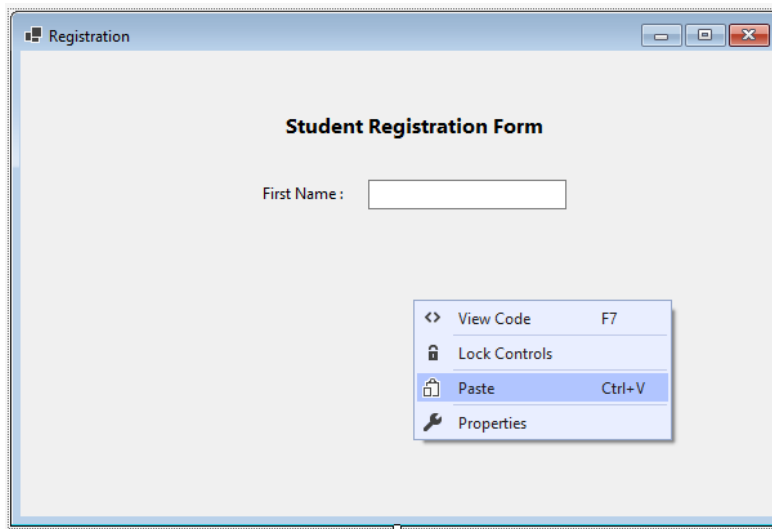 Registration
Student Registration Form
First Name :
View Code F7
Lock Controls
Paste Ctrl+V
Properties